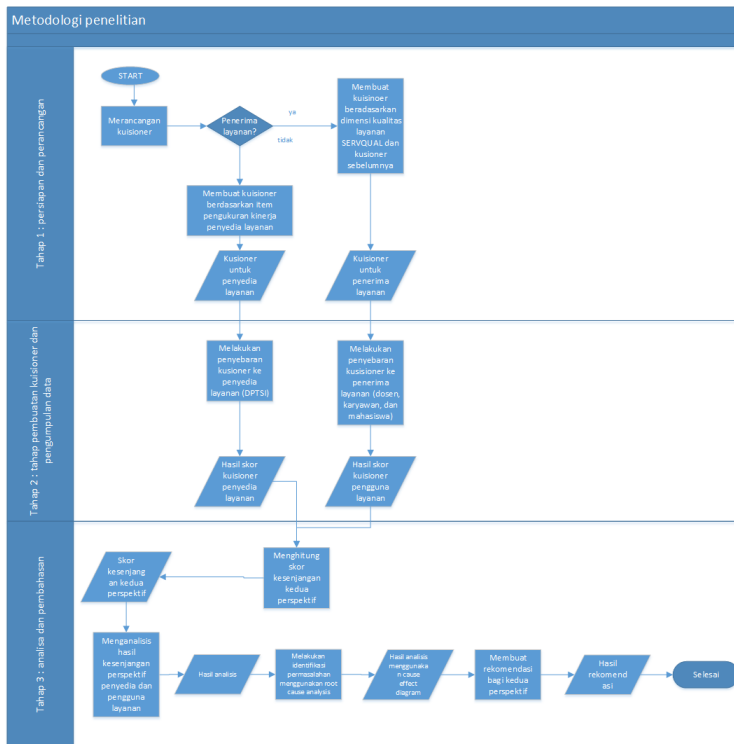 Metodologi penelitian
Tahap 1 : persiapan dan perancangan
START
Merancangan
kuisioner
Penerima
layanan?
ya
tidak
Membuat
kuisinoer
beradasarkan
dimensi kualitas
layanan
SERVQUAL dan
kusioner
sebelumnya
Membuat kuisioner
berdasarkan item
pengukuran kinerja
penyedia layanan
Kusioner
untuk
penyedia
layanan
Kuisioner
untuk
penerima
layanan
Tahap 2 : tahap pembuatan kuisioner dan
pengumpulan data
Melakukan
penyebaran
kusioner ke
penyedia
layanan (DPTSI)
Melakukan
penyebaran
kusisioner ke
penerima
layanan (dosen,
karyawan, dan
mahasiswa)
Hasil skor
kuisioner
penyedia
layanan
Hasil skor
kuisioner
pengguna
layanan
Tahap 3 : analisa dan pembahasan
Menghitung
skor
kesenjangan
kedua
perspektif
Skor
kesenjang
an kedua
perspektif
Menganalisis
hasil
kesenjangan
perspektif
penyedia dan
pengguna
layanan
Hasil analisis
Melakukan
identifikasi
permasalahan
menggunakan root
cause analysis
Hasil analisis
menggunaka
n cause
effect
diagram
Membuat
rekomendasi
bagi kedua
perspektif
Hasil
rekomend
asi
Selesai